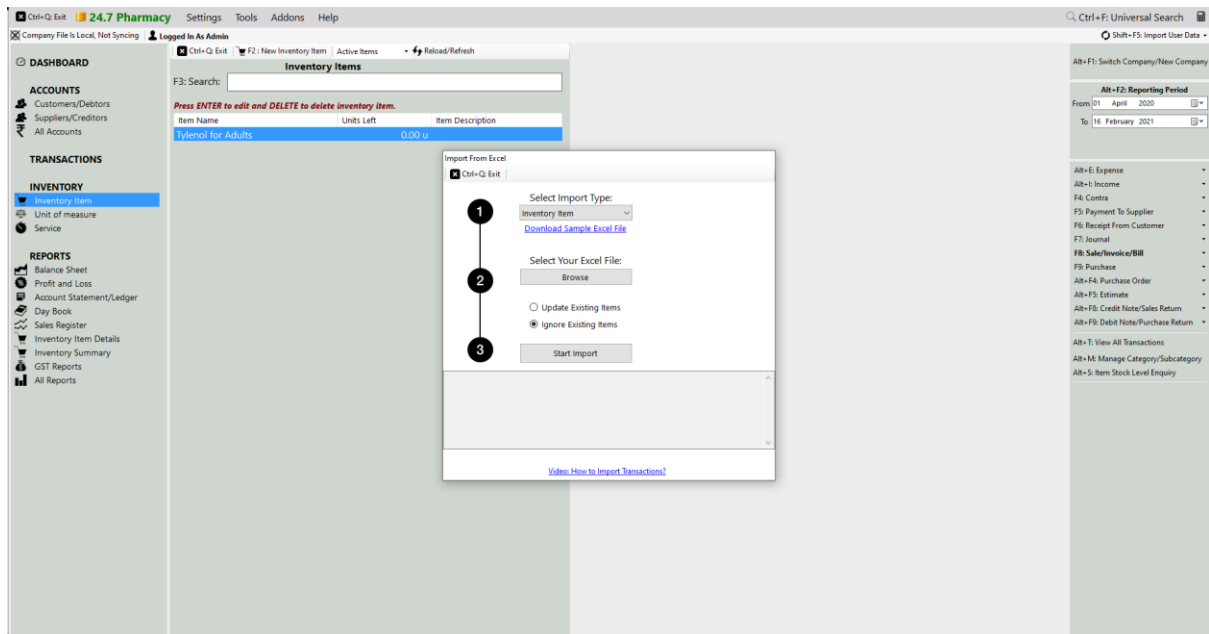 Ctrl+Q: Exit 24.7 Pharmacy Settings Tools Addons Help Ctrl+F: Universal Search
Company File Is Local, Not Syncing Logged In As Admin Shift+F5: Import User Data
DASHBOARD
ACCOUNTS
Customers/Debtors
Suppliers/Creditors
All Accounts
TRANSACTIONS
INVENTORY
Inventory Item
Unit of measure
Service
REPORTS
Balance Sheet
Profit and Loss
Account Statement/Ledger
Day Book
Sales Register
Inventory Item Details
Inventory Summary
GST Reports
All Reports
Ctrl+Q: Exit F2 : New Inventory Item Active Items Reload/Refresh
Inventory Items
F3: Search:
Press ENTER to edit and DELETE to delete inventory item.
Item Name Units Left Item Description
Tylenol for Adults 0.00 u
Import From Excel
Ctrl+Q: Exit
1
Select Import Type:
Inventory Item
Download Sample Excel File
2
Select Your Excel File:
Browse
Update Existing Items
Ignore Existing Items
3
Start Import
Video: How to Import Transactions?
Alt+F1: Switch Company/New Company
Alt+F2: Reporting Period
From 01 April 2020
To 16 February 2021
Alt+E: Expense
Alt+I: Income
F4: Contra
F5: Payment To Supplier
F6: Receipt From Customer
F7: Journal
F8: Sale/Invoice/Bill
F9: Purchase
Alt+F4: Purchase Order
Alt+F5: Estimate
Alt+F8: Credit Note/Sales Return
Alt+F9: Debit Note/Purchase Return
Alt+T: View All Transactions
Alt+M: Manage Category/Subcategory
Alt+S: Item Stock Level Enquiry